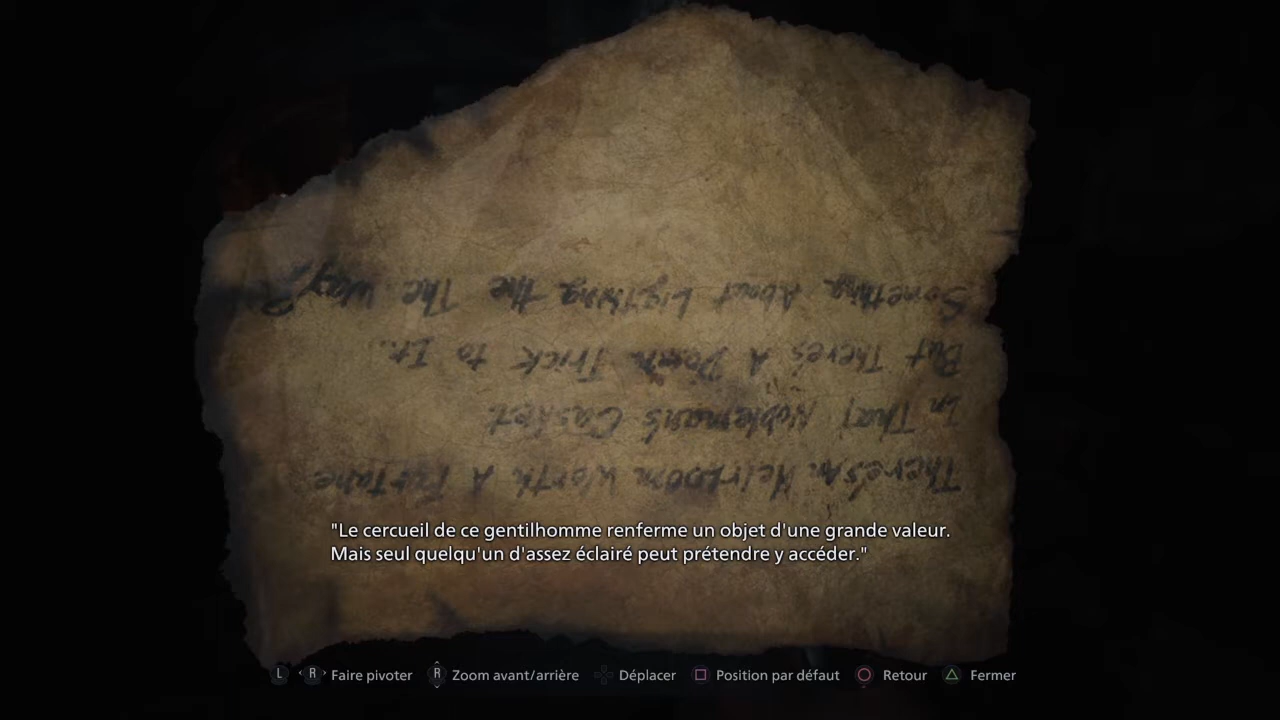 There's An Heirloom Worth A Fortune
In That Nobleman's Casket.
But There's A Damn Trick to It..
Something About Lighting the The Way?
"Le cercueil de ce gentilhomme renferme un objet d'une grande valeur.
Mais seul quelqu'un d'assez éclairé peut prétendre y accéder."
L R Faire pivoter R Zoom avant/arrière Déplacer Position par défaut Retour Fermer